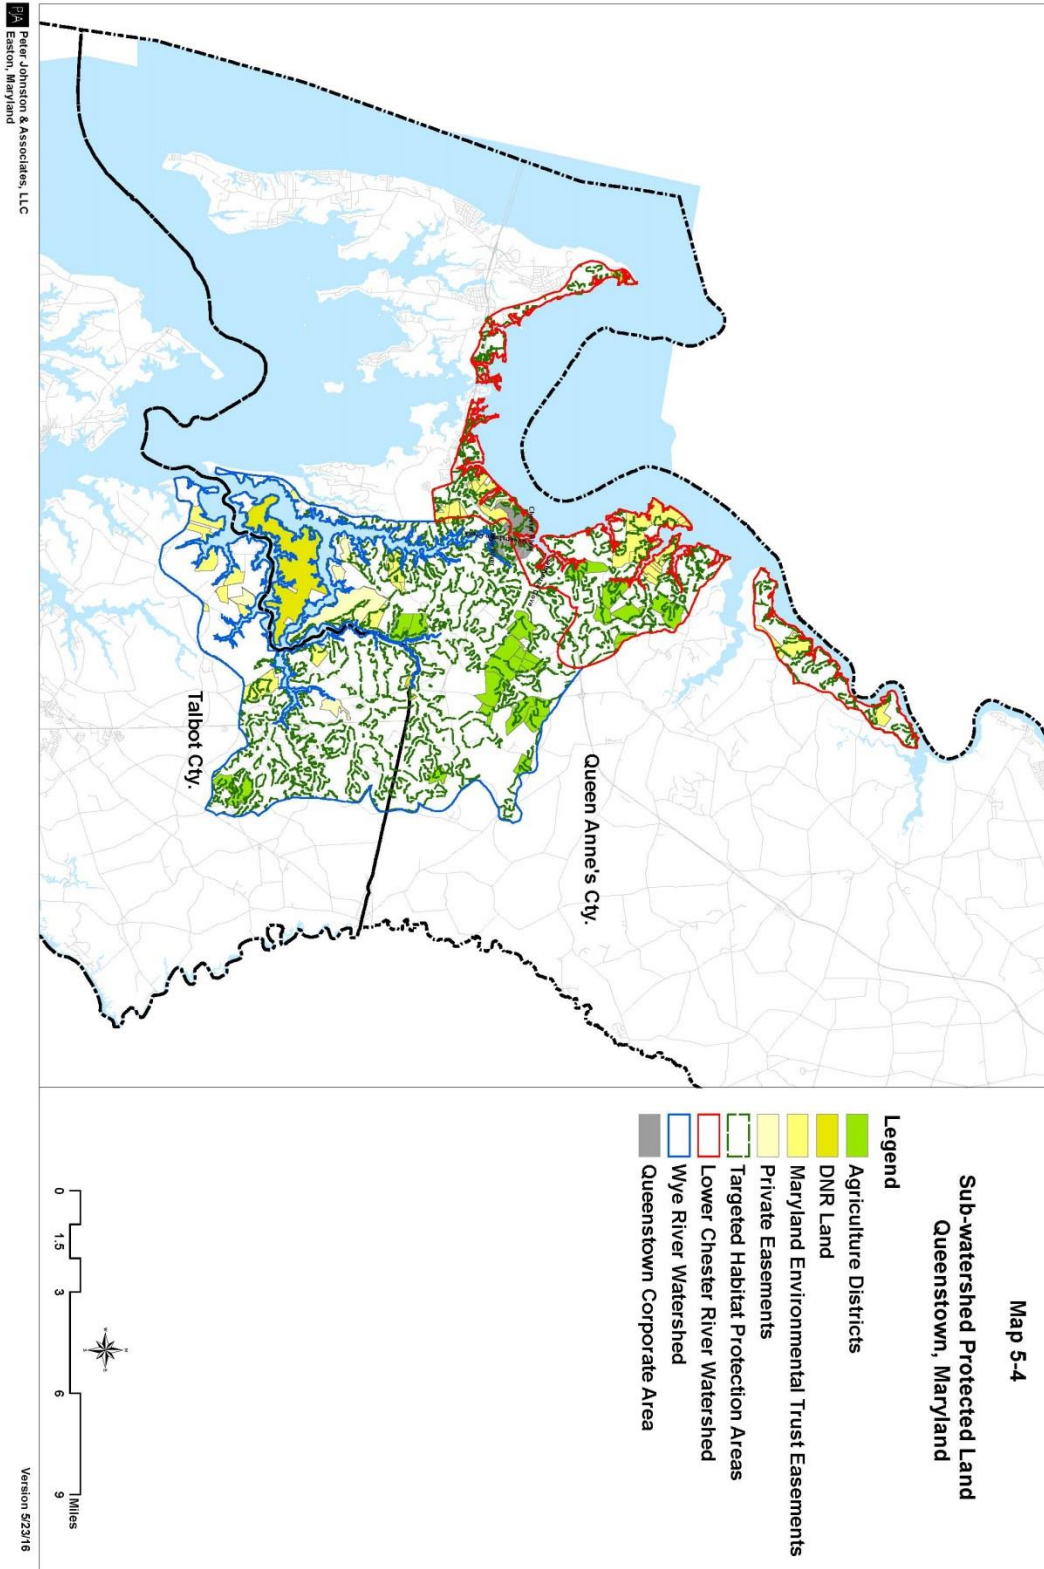 Map 5-4
Sub-watershed Protected Land
Queenstown, Maryland
Legend
Agriculture Districts
DNR Land
Maryland Environmental Trust Easements
Private Easements
Targeted Habitat Protection Areas
Lower Chester River Watershed
Wye River Watershed
Queenstown Corporate Area
Queen Anne's Cty.
Talbot Cty.
0 1.5 3 6 9
Miles
PJA
Peter Johnston & Associates, LLC
Easton, Maryland
Version 5/23/16